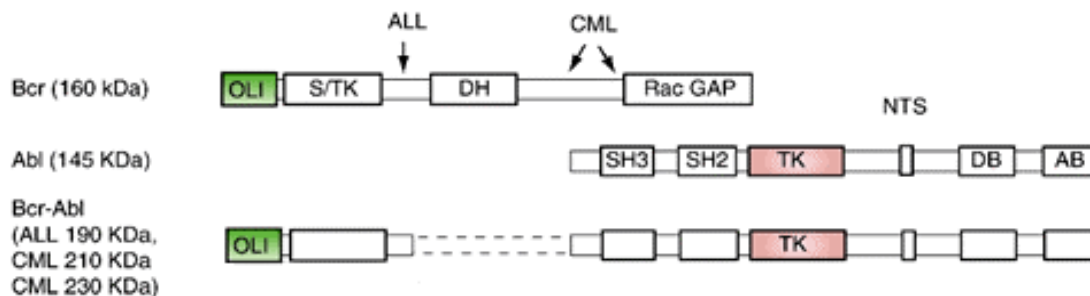 ALL
CML
Bcr (160 kDa)
OLI
S/TK
DH
Rac GAP
NTS
Abl (145 KDa)
SH3
SH2
TK
DB
AB
Bcr-Abl
(ALL 190 KDa,
CML 210 KDa
CML 230 KDa)
OLI
TK